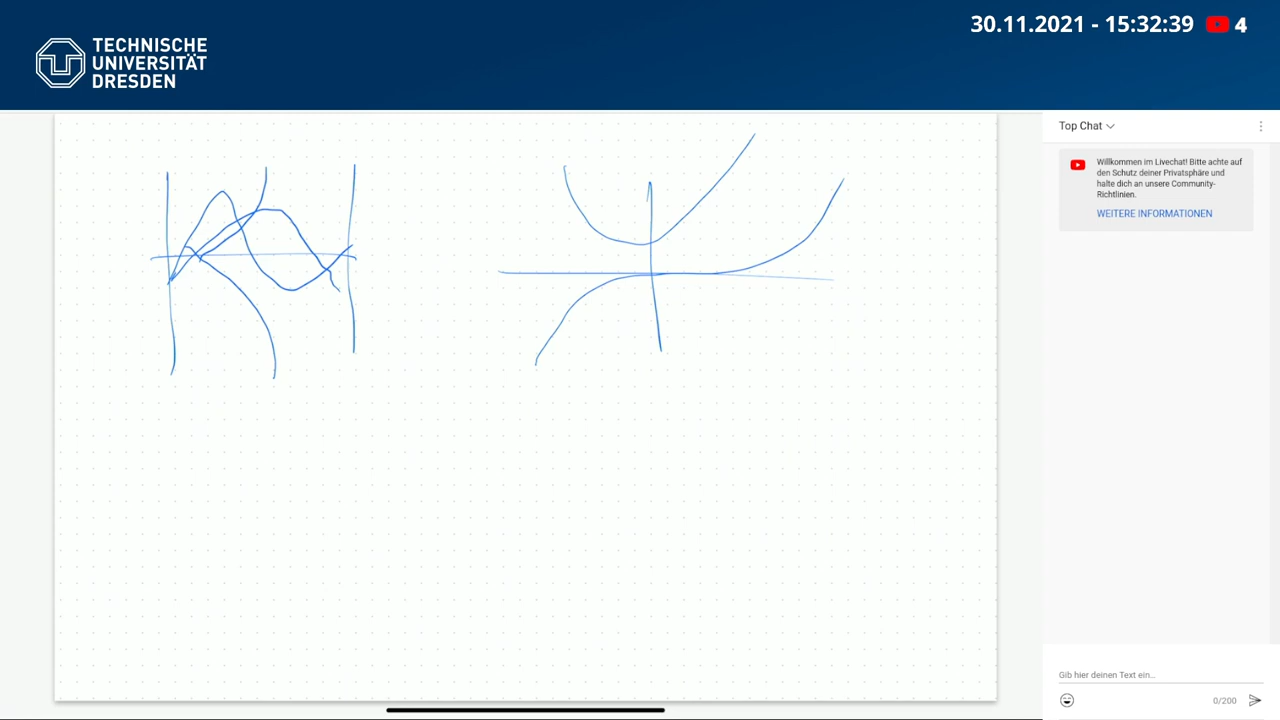 30.11.2021 - 15:32:39 4
TECHNISCHE
UNIVERSITÄT
DRESDEN
Top Chat
Willkommen im Livechat! Bitte achte auf
den Schutz deiner Privatsphäre und
halte dich an unsere Community-
Richtlinien.
WEITERE INFORMATIONEN
Gib hier deinen Text ein...
0/200